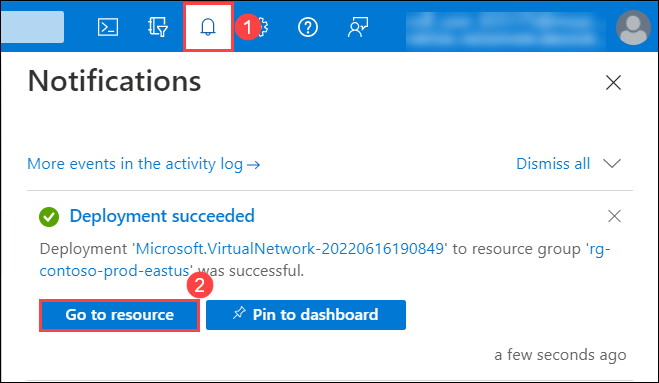 1
Notifications
More events in the activity log →
Dismiss all
Deployment succeeded
Deployment 'Microsoft.VirtualNetwork-20220616190849' to resource group 'rg-
contoso-prod-eastus' was successful.
2
Go to resource
Pin to dashboard
a few seconds ago